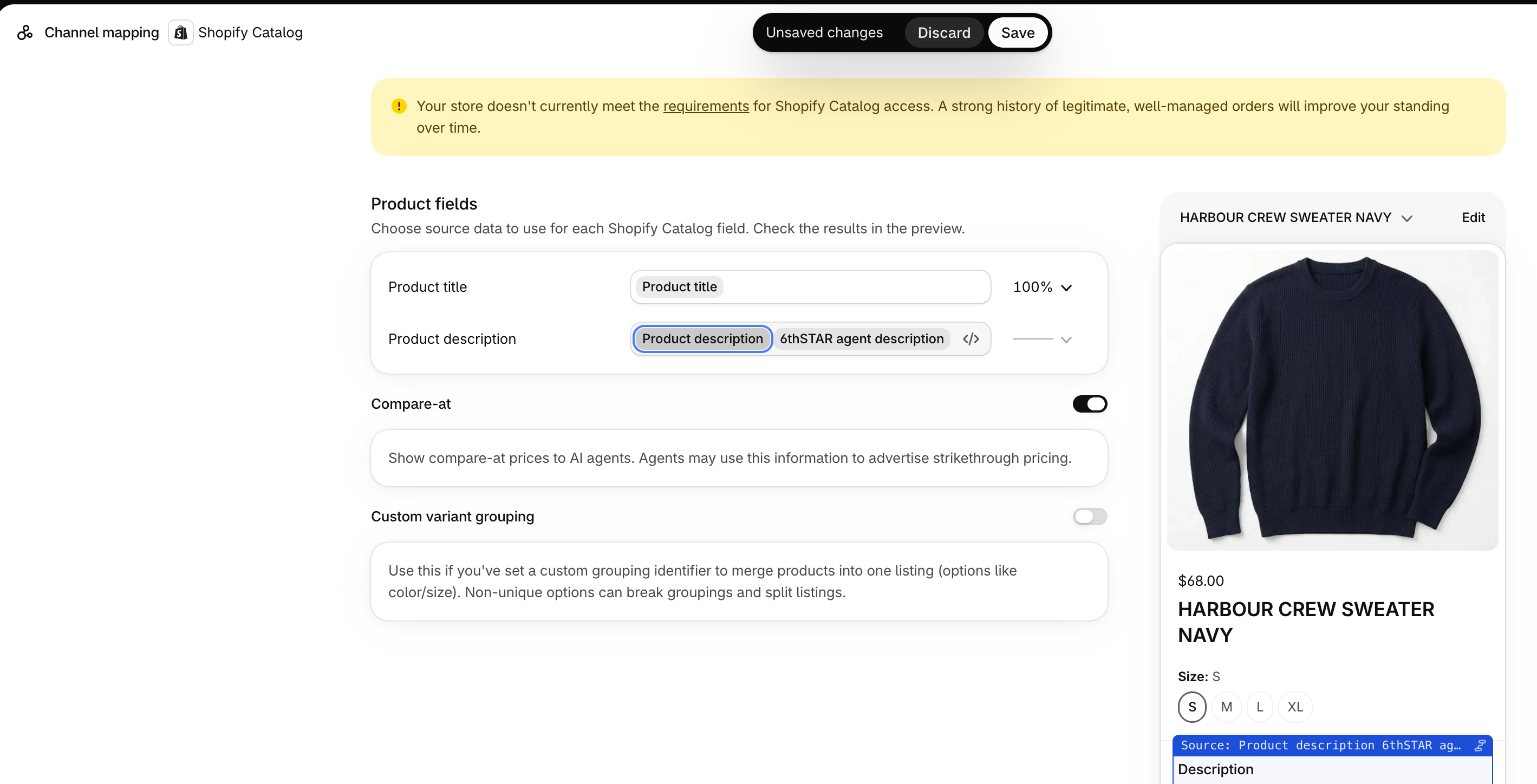 Channel mapping Shopify Catalog
Unsaved changes Discard Save
Your store doesn't currently meet the requirements for Shopify Catalog access. A strong history of legitimate, well-managed orders will improve your standing
over time.
Product fields
Choose source data to use for each Shopify Catalog field. Check the results in the preview.
Product title Product title 100%
Product description Product description 6thSTAR agent description </>
Compare-at
Show compare-at prices to AI agents. Agents may use this information to advertise strikethrough pricing.
Custom variant grouping
Use this if you've set a custom grouping identifier to merge products into one listing (options like
color/size). Non-unique options can break groupings and split listings.
HARBOUR CREW SWEATER NAVY Edit
$68.00
HARBOUR CREW SWEATER
NAVY
Size: S
S M L XL
Source: Product description 6thSTAR ag…
Description